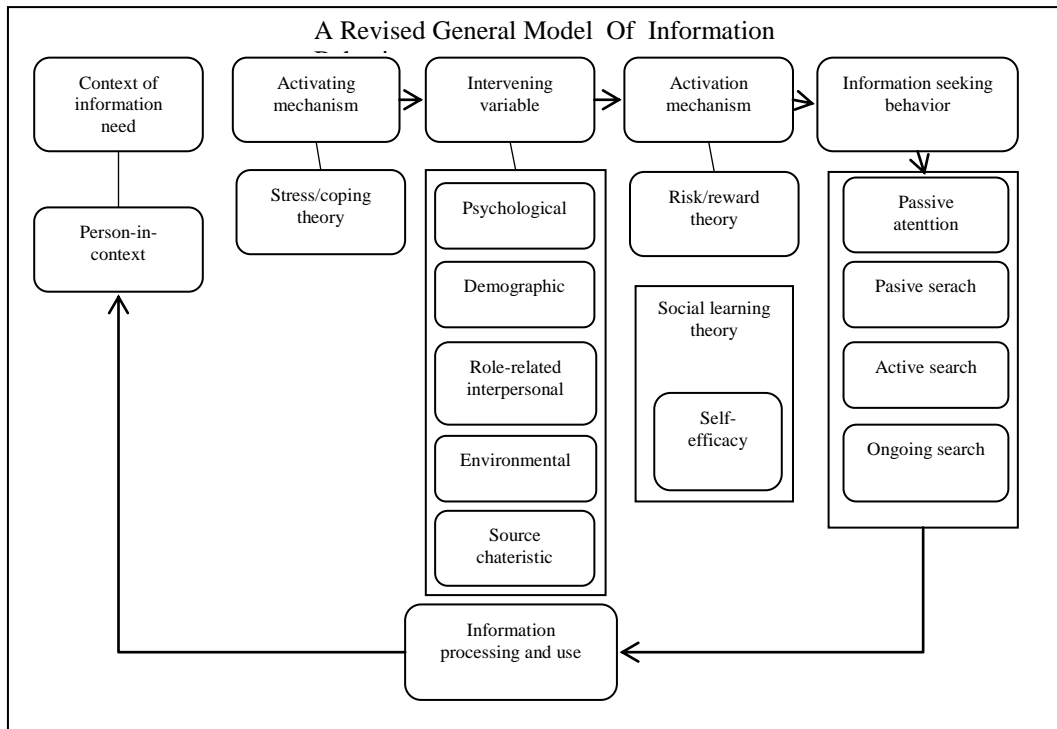 A Revised General Model Of Information
Context of
information
need
Activating
mechanism
Intervening
variable
Activation
mechanism
Information seeking
behavior
Person-in-
context
Stress/coping
theory
Psychological
Demographic
Role-related
interpersonal
Environmental
Source
chateristic
Risk/reward
theory
Social learning
theory
Self-
efficacy
Passive
atenttion
Pasive serach
Active search
Ongoing search
Information
processing and use